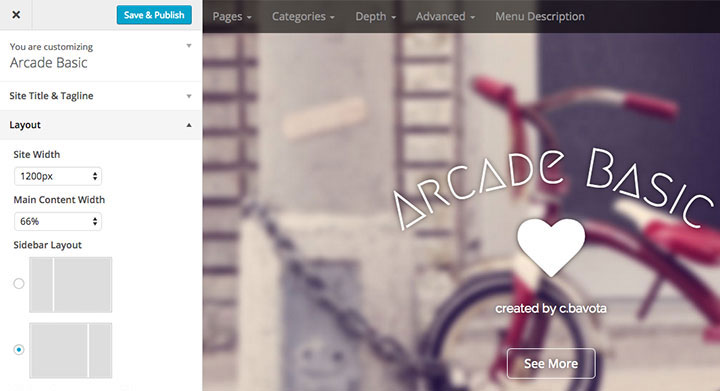 Save & Publish
You are customizing
Arcade Basic
Site Title & Tagline
Layout
Site Width
1200px
Main Content Width
66%
Sidebar Layout
Pages Categories Depth Advanced Menu Description
Arcade Basic
created by c.bavota
See More